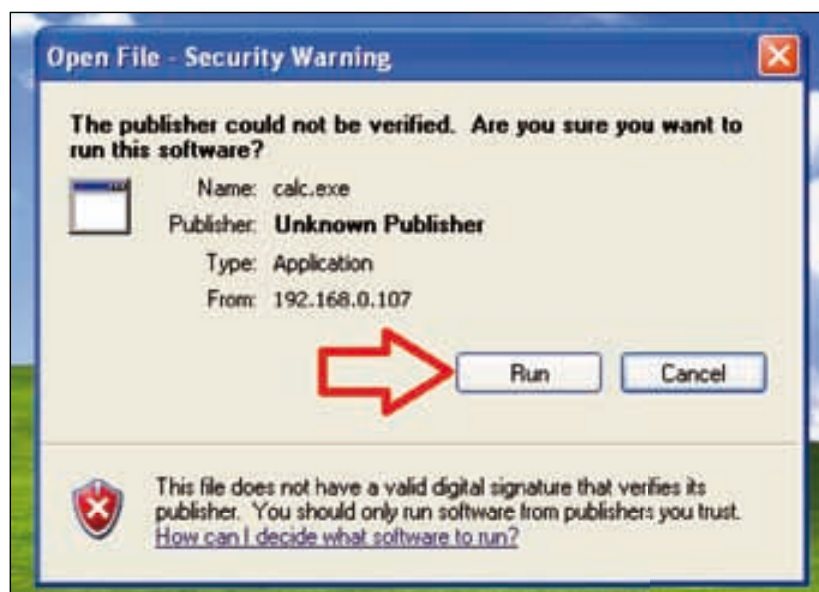 Open File - Security Warning
The publisher could not be verified. Are you sure you want to
run this software?
Name: calc.exe
Publisher: Unknown Publisher
Type: Application
From: 192.168.0.107
Run Cancel
This file does not have a valid digital signature that verifies its
publisher. You should only run software from publishers you trust.
How can I decide what software to run?